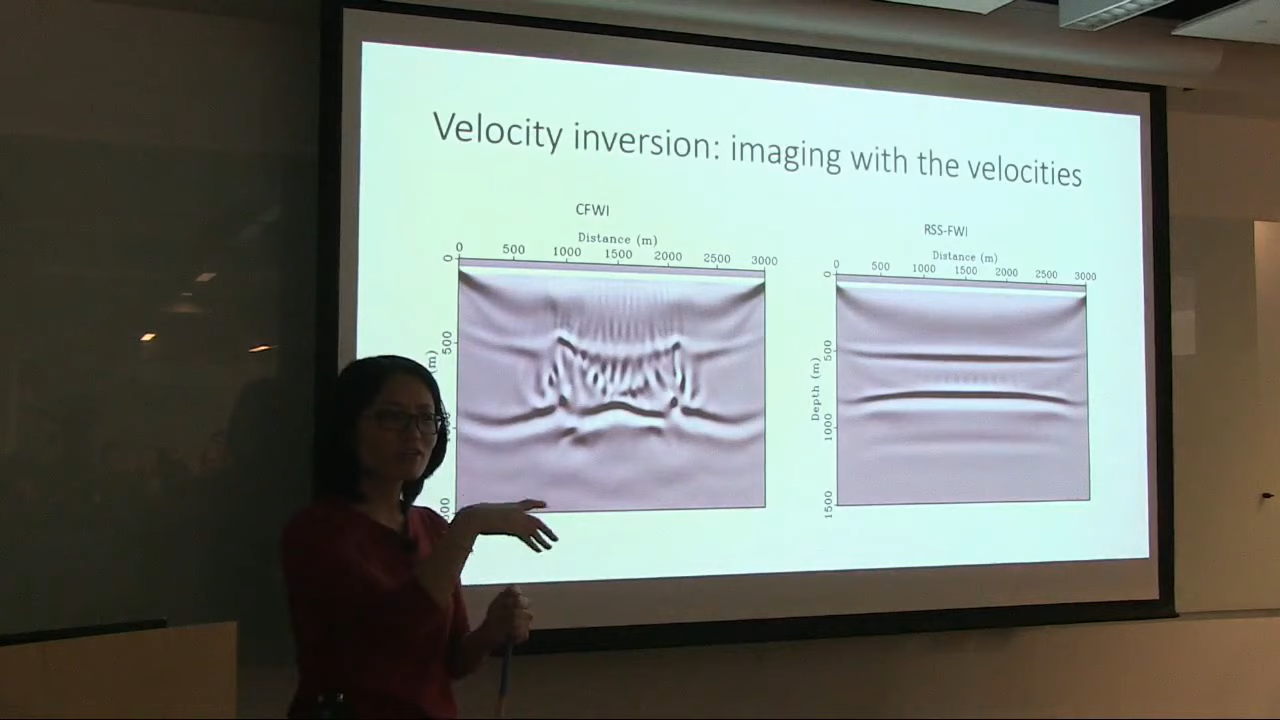 Velocity inversion: imaging with the velocities
CFWI
Distance (m)
0 500 1000 1500 2000 2500 3000
0
500
(m)
RSS-FWI
Distance (m)
0 500 1000 1500 2000 2500 3000
0
500
Depth (m)
1000
1500